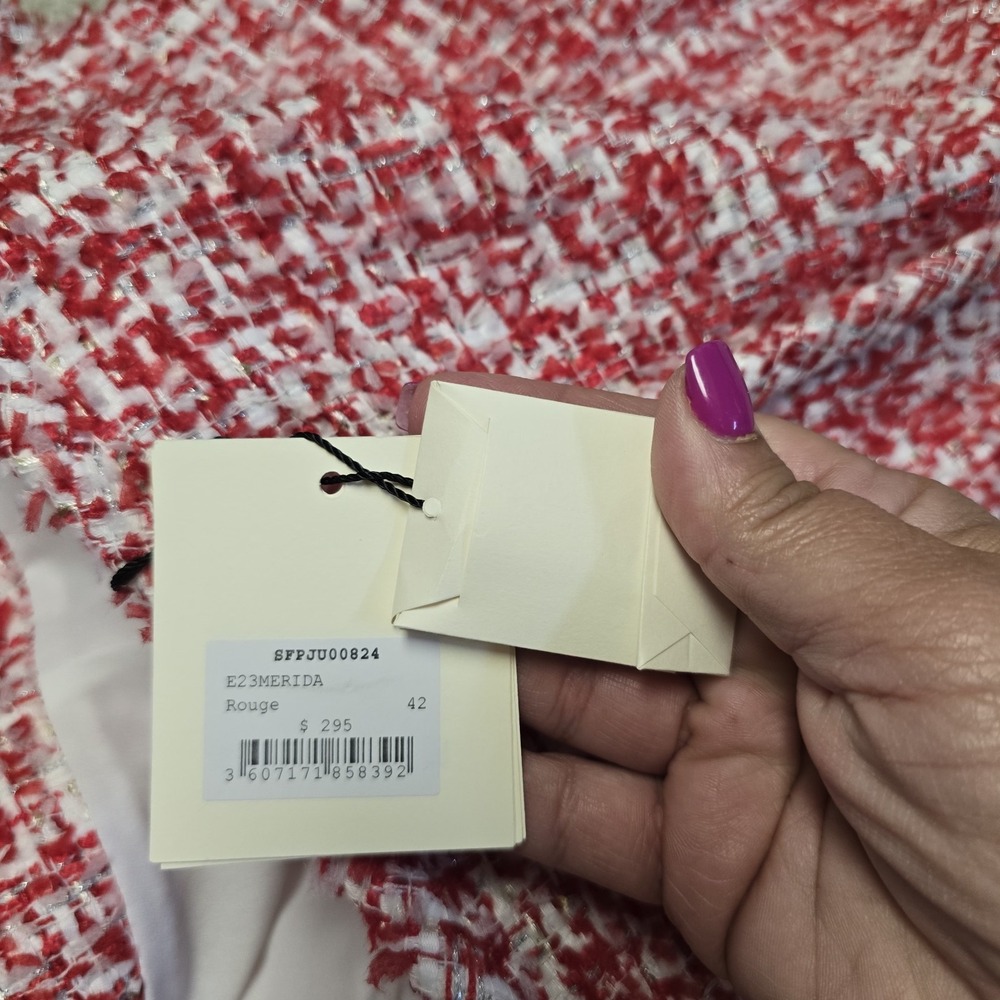 SFPJU00824
E23MERIDA
Rouge 42
$ 295
3 607171 858392